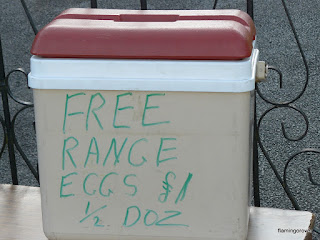 FREE
RANGE
EGGS £1
1/2. DOZ.